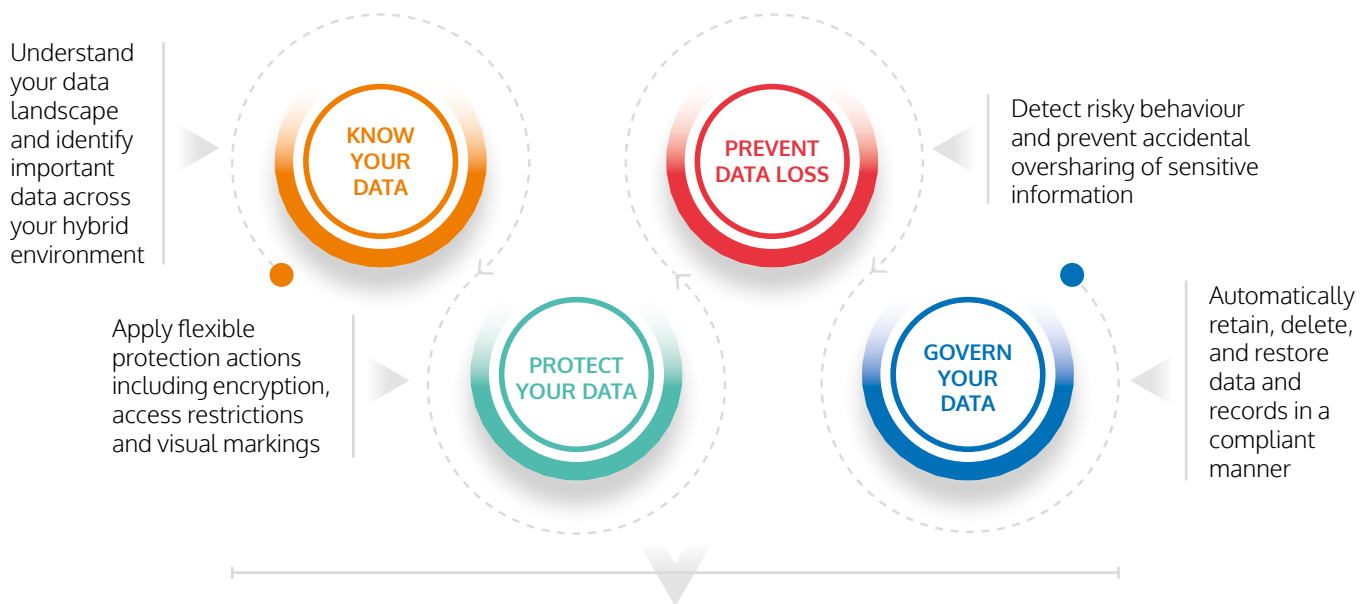 Understand
your data
landscape
and identify
important
data across
your hybrid
environment
KNOW
YOUR
DATA
Apply flexible
protection actions
including encryption,
access restrictions
and visual markings
PROTECT
YOUR DATA
PREVENT
DATA LOSS
Detect risky behaviour
and prevent accidental
oversharing of sensitive
information
GOVERN
YOUR
DATA
Automatically
retain, delete,
and restore
data and
records in a
compliant
manner